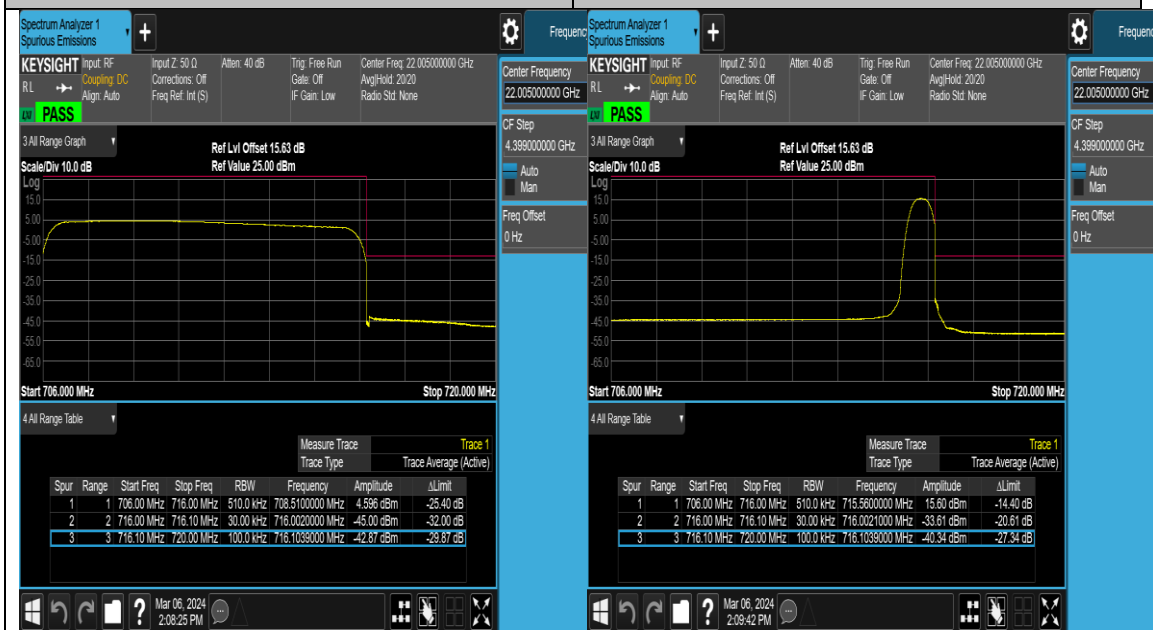 Spectrum Analyzer 1
Spurious Emissions
+
Frequenc
KEYSIGHT
RL
Input: RF
Coupling: DC
Align: Auto
Input Z: 50 Ω
Corrections: Off
Freq Ref: Int (S)
Atten: 40 dB
Trig: Free Run
Gate: Off
IF Gain: Low
Center Freq: 22.005000000 GHz
Avg|Hold: 20/20
Radio Std: None
PASS
Center Frequency
22.005000000 GHz
CF Step
4.399000000 GHz
Auto
Man
Freq Offset
0 Hz
3 All Range Graph
Ref Lvl Offset 15.63 dB
Scale/Div 10.0 dB
Ref Value 25.00 dBm
Log
15.0
5.00
-5.00
-15.0
-25.0
-35.0
-45.0
-55.0
-65.0
Start 706.000 MHz
Stop 720.000 MHz
4 All Range Table
Measure Trace Trace 1
Trace Type Trace Average (Active)
Spur Range Start Freq Stop Freq RBW Frequency Amplitude ΔLimit
1 1 706.00 MHz 716.00 MHz 510.0 kHz 708.5100000 MHz 4.596 dBm -25.40 dB
2 2 716.00 MHz 716.10 MHz 30.00 kHz 716.0020000 MHz -45.00 dBm -32.00 dB
3 3 716.10 MHz 720.00 MHz 100.0 kHz 716.1039000 MHz -42.87 dBm -29.87 dB
?
Mar 06, 2024
2:08:25 PM
Spectrum Analyzer 1
Spurious Emissions
+
Frequenc
KEYSIGHT
RL
Input: RF
Coupling: DC
Align: Auto
Input Z: 50 Ω
Corrections: Off
Freq Ref: Int (S)
Atten: 40 dB
Trig: Free Run
Gate: Off
IF Gain: Low
Center Freq: 22.005000000 GHz
Avg|Hold: 20/20
Radio Std: None
PASS
Center Frequency
22.005000000 GHz
CF Step
4.399000000 GHz
Auto
Man
Freq Offset
0 Hz
3 All Range Graph
Ref Lvl Offset 15.63 dB
Scale/Div 10.0 dB
Ref Value 25.00 dBm
Log
15.0
5.00
-5.00
-15.0
-25.0
-35.0
-45.0
-55.0
-65.0
Start 706.000 MHz
Stop 720.000 MHz
4 All Range Table
Measure Trace Trace 1
Trace Type Trace Average (Active)
Spur Range Start Freq Stop Freq RBW Frequency Amplitude ΔLimit
1 1 706.00 MHz 716.00 MHz 510.0 kHz 715.5600000 MHz 15.60 dBm -14.40 dB
2 2 716.00 MHz 716.10 MHz 30.00 kHz 716.0021000 MHz -33.61 dBm -20.61 dB
3 3 716.10 MHz 720.00 MHz 100.0 kHz 716.1039000 MHz -40.34 dBm -27.34 dB
?
Mar 06, 2024
2:09:42 PM